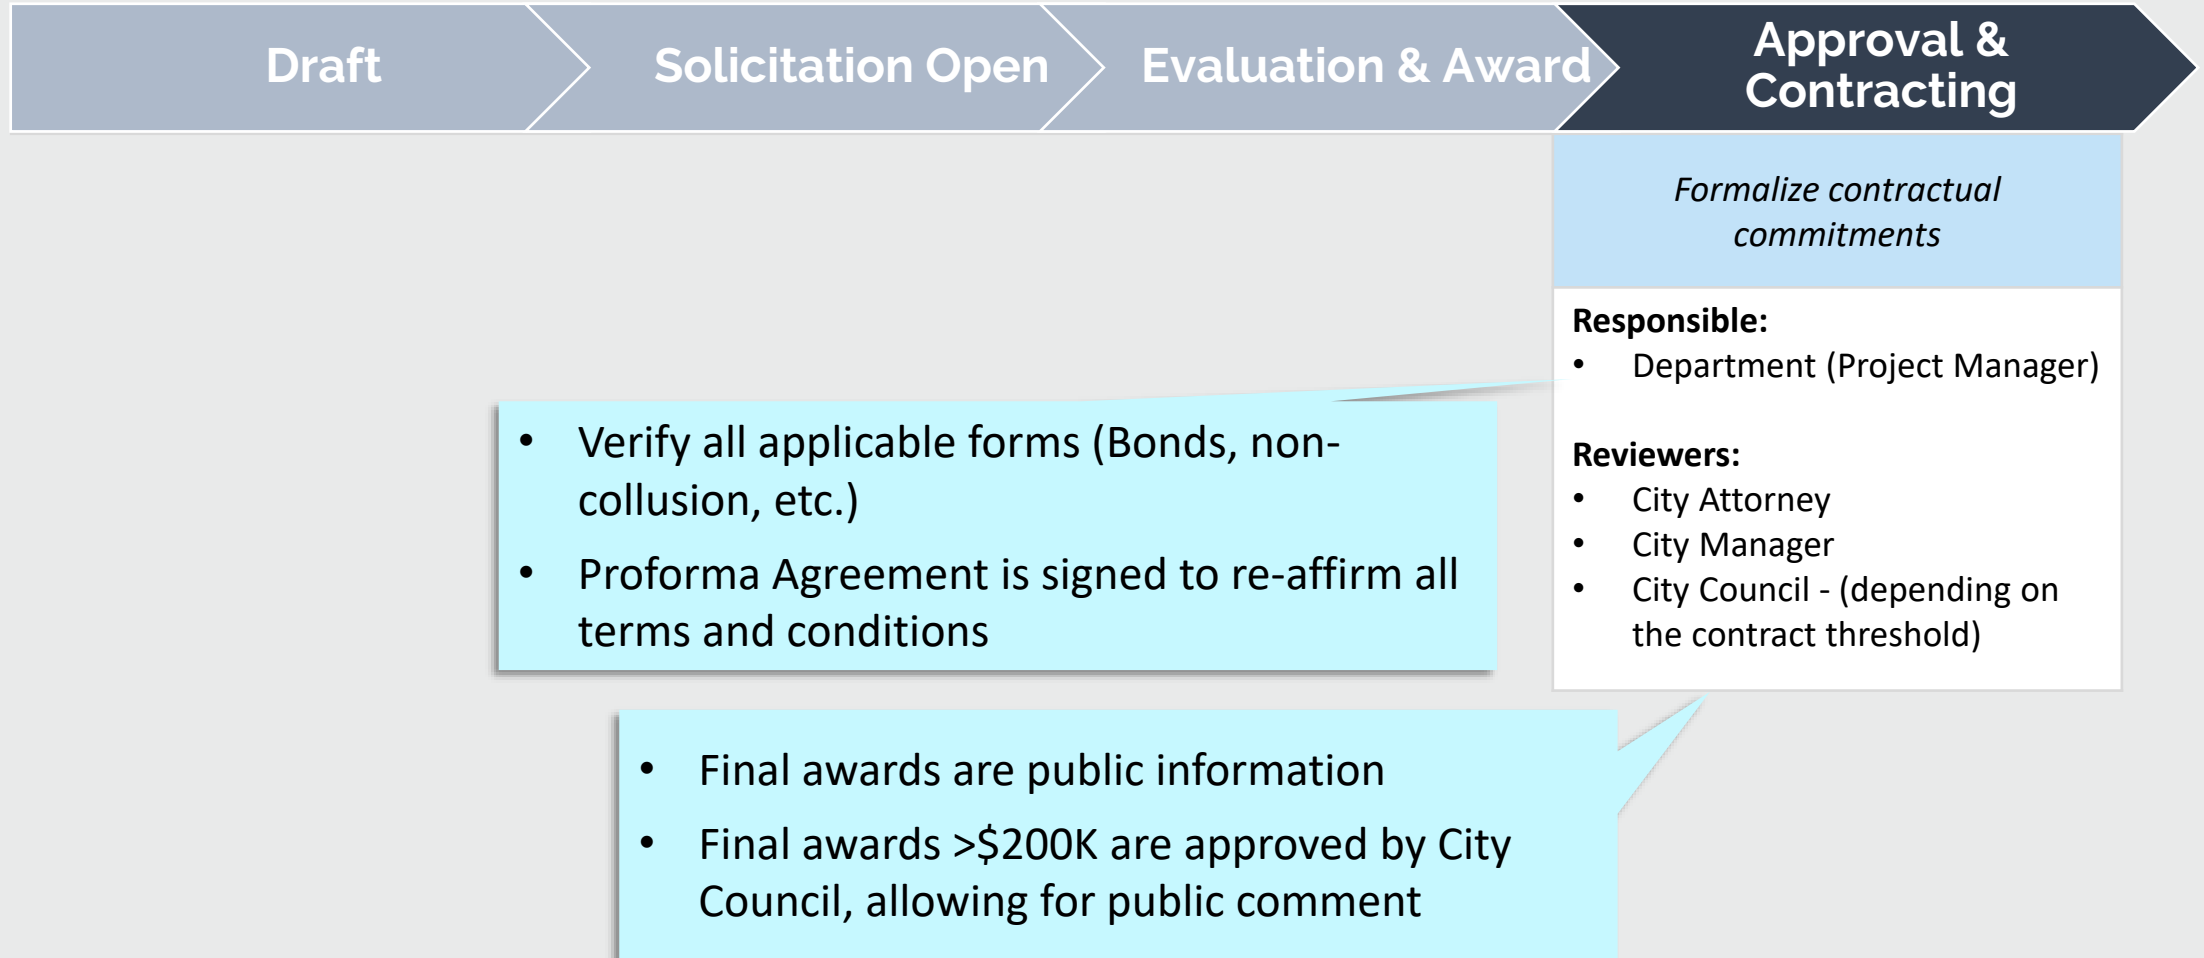 Draft
Solicitation Open
Evaluation & Award
Approval &
Contracting
Formalize contractual
commitments
Responsible:
• Department (Project Manager)
Reviewers:
• City Attorney
• City Manager
• City Council - (depending on
the contract threshold)
• Verify all applicable forms (Bonds, non-
collusion, etc.)
• Proforma Agreement is signed to re-affirm all
terms and conditions
• Final awards are public information
• Final awards >$200K are approved by City
Council, allowing for public comment